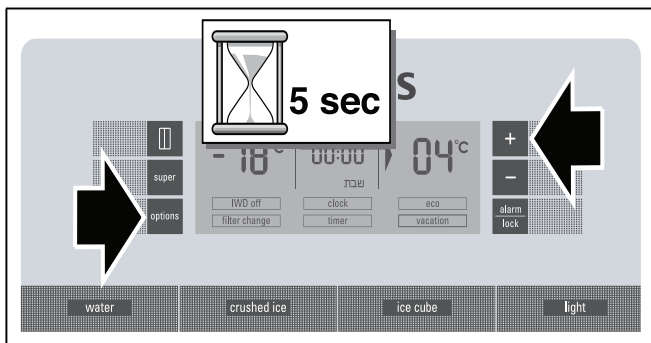 5 sec
S
super
options
- 18°C
00:00
04°C
שבת
+
-
alarm
lock
IWD off
clock
eco
filter change
timer
vacation
water
crushed ice
ice cube
light